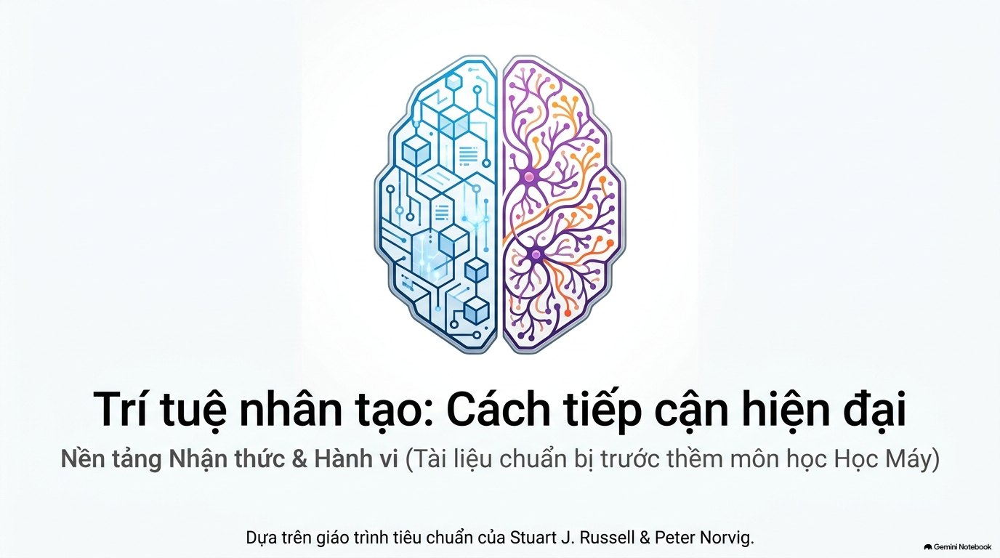 Trí tuệ nhân tạo: Cách tiếp cận hiện đại
Nền tảng Nhận thức & Hành vi (Tài liệu chuẩn bị trước thềm môn học Học Máy)
Dựa trên giáo trình tiêu chuẩn của Stuart J. Russell & Peter Norvig.
Gemini Notebook